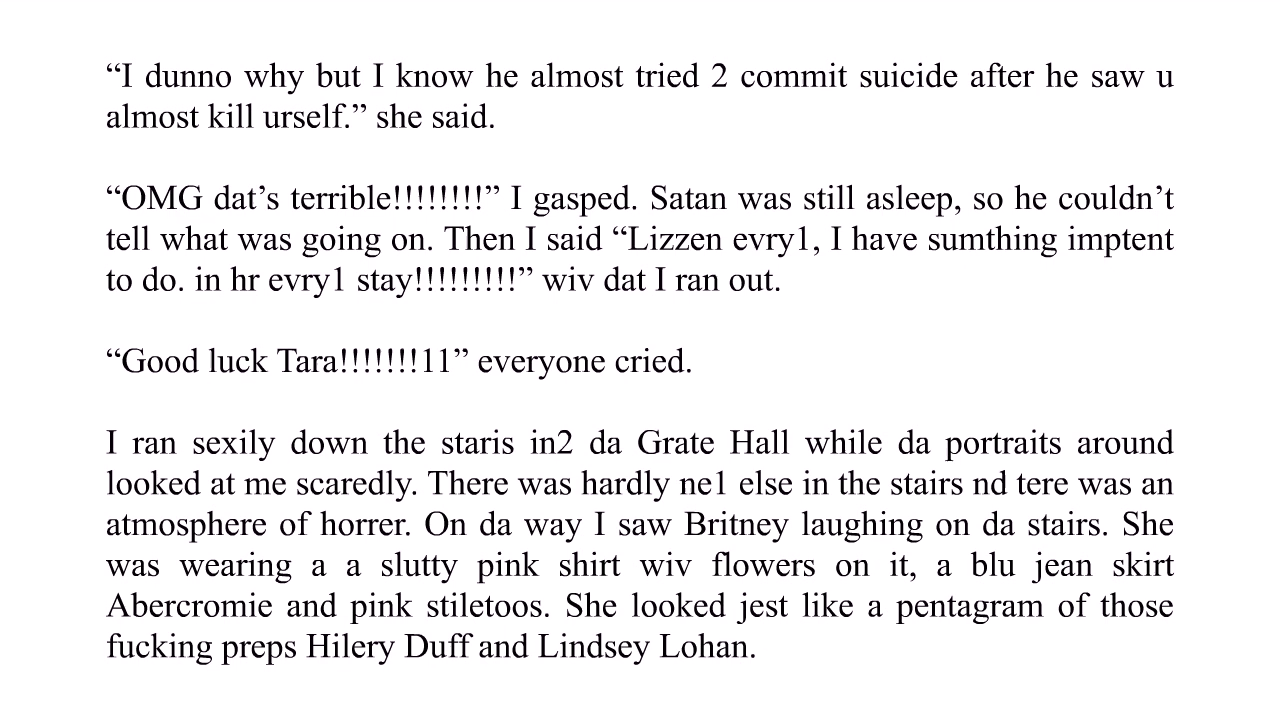 “I dunno why but I know he almost tried 2 commit suicide after he saw u
almost kill urself.” she said.
“OMG dat’s terrible!!!!!!!!!” I gasped. Satan was still asleep, so he couldn’t
tell what was going on. Then I said “Lizzen evry1, I have sumthing imptent
to do. in hr evry1 stay!!!!!!!!!!” wiv dat I ran out.
“Good luck Tara!!!!!!!!11” everyone cried.
I ran sexily down the staris in2 da Grate Hall while da portraits around
looked at me scaredly. There was hardly ne1 else in the stairs nd tere was an
atmosphere of horrer. On da way I saw Britney laughing on da stairs. She
was wearing a a slutty pink shirt wiv flowers on it, a blu jean skirt
Abercromie and pink stiletoos. She looked jest like a pentagram of those
fucking preps Hilery Duff and Lindsey Lohan.